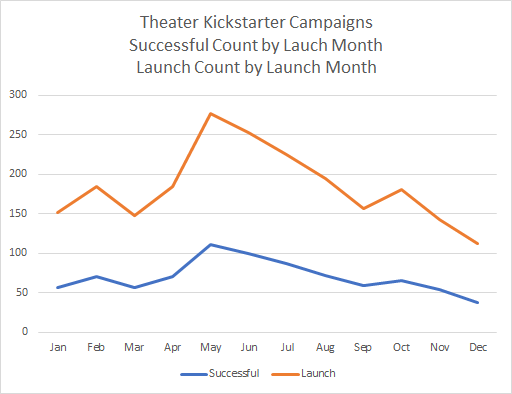 Theater Kickstarter Campaigns
Successful Count by Lauch Month
Launch Count by Launch Month
300
250
200
150
100
50
0
Jan Feb Mar Apr May Jun Jul Aug Sep Oct Nov Dec
Successful Launch